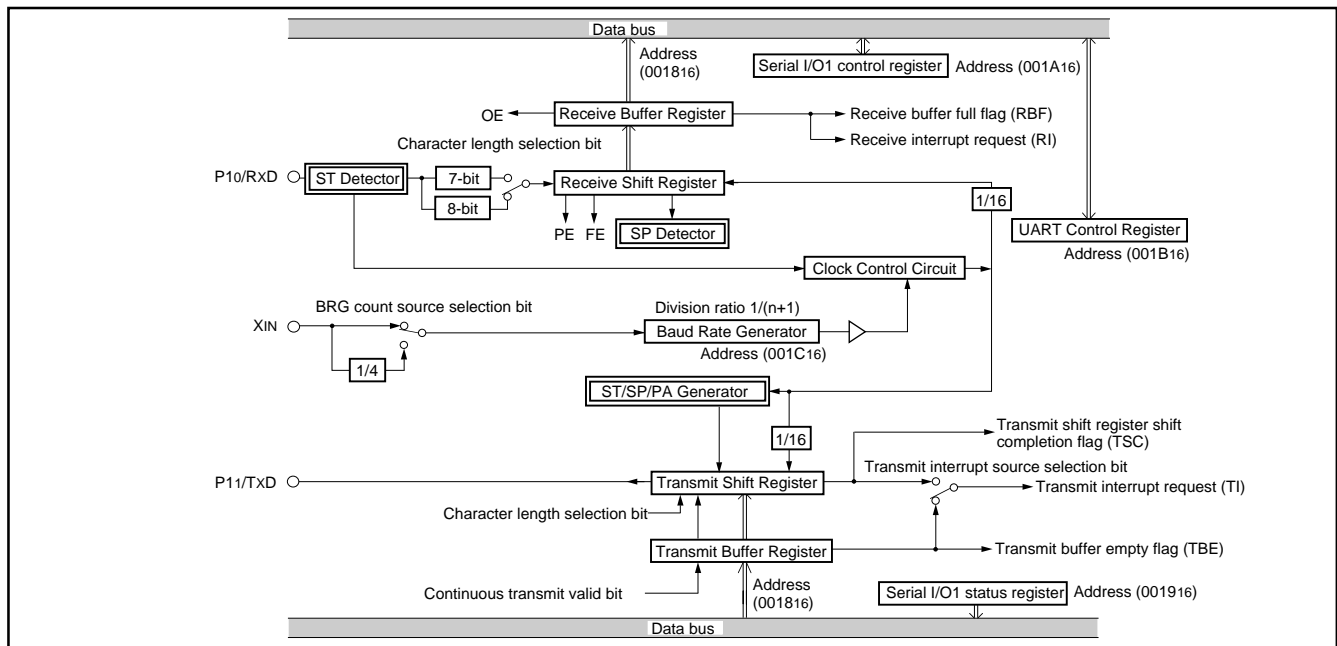 Data bus
Address
(001816)
Serial I/O1 control register
Address (001A16)
OE
Receive Buffer Register
Receive buffer full flag (RBF)
Receive interrupt request (RI)
Character length selection bit
P10/RXD
ST Detector
7-bit
8-bit
Receive Shift Register
1/16
PE
FE
SP Detector
UART Control Register
Address (001B16)
Clock Control Circuit
BRG count source selection bit
Division ratio 1/(n+1)
XIN
Baud Rate Generator
Address (001C16)
1/4
ST/SP/PA Generator
1/16
Transmit shift register shift
completion flag (TSC)
Transmit interrupt source selection bit
P11/TXD
Transmit Shift Register
Transmit interrupt request (TI)
Character length selection bit
Transmit Buffer Register
Transmit buffer empty flag (TBE)
Continuous transmit valid bit
Address
(001816)
Serial I/O1 status register
Address (001916)
Data bus